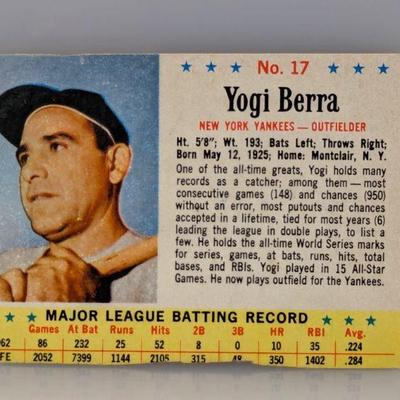 No. 17
Yogi Berra
NEW YORK YANKEES — OUTFIELDER
Ht. 5'8"; Wt. 193; Bats Left; Throws Right;
Born May 12, 1925; Home: Montclair, N. Y.
One of the all-time greats, Yogi holds many
records as a catcher; among them — most
consecutive games (148) and chances (950)
without an error, most putouts and chances
accepted in a lifetime, tied for most years (6)
leading the league in double plays, to list a
few. He holds the all-time World Series marks
for series, games, at bats, runs, hits, total
bases, and RBIs. Yogi played in 15 All-Star
Games. He now plays outfield for the Yankees.
MAJOR LEAGUE BATTING RECORD
Games At Bat Runs Hits 2B 3B HR RBI Avg.
962 86 232 25 52 8 0 10 35 .224
FE 2052 7399 1144 2105 315 48 350 1402 .284